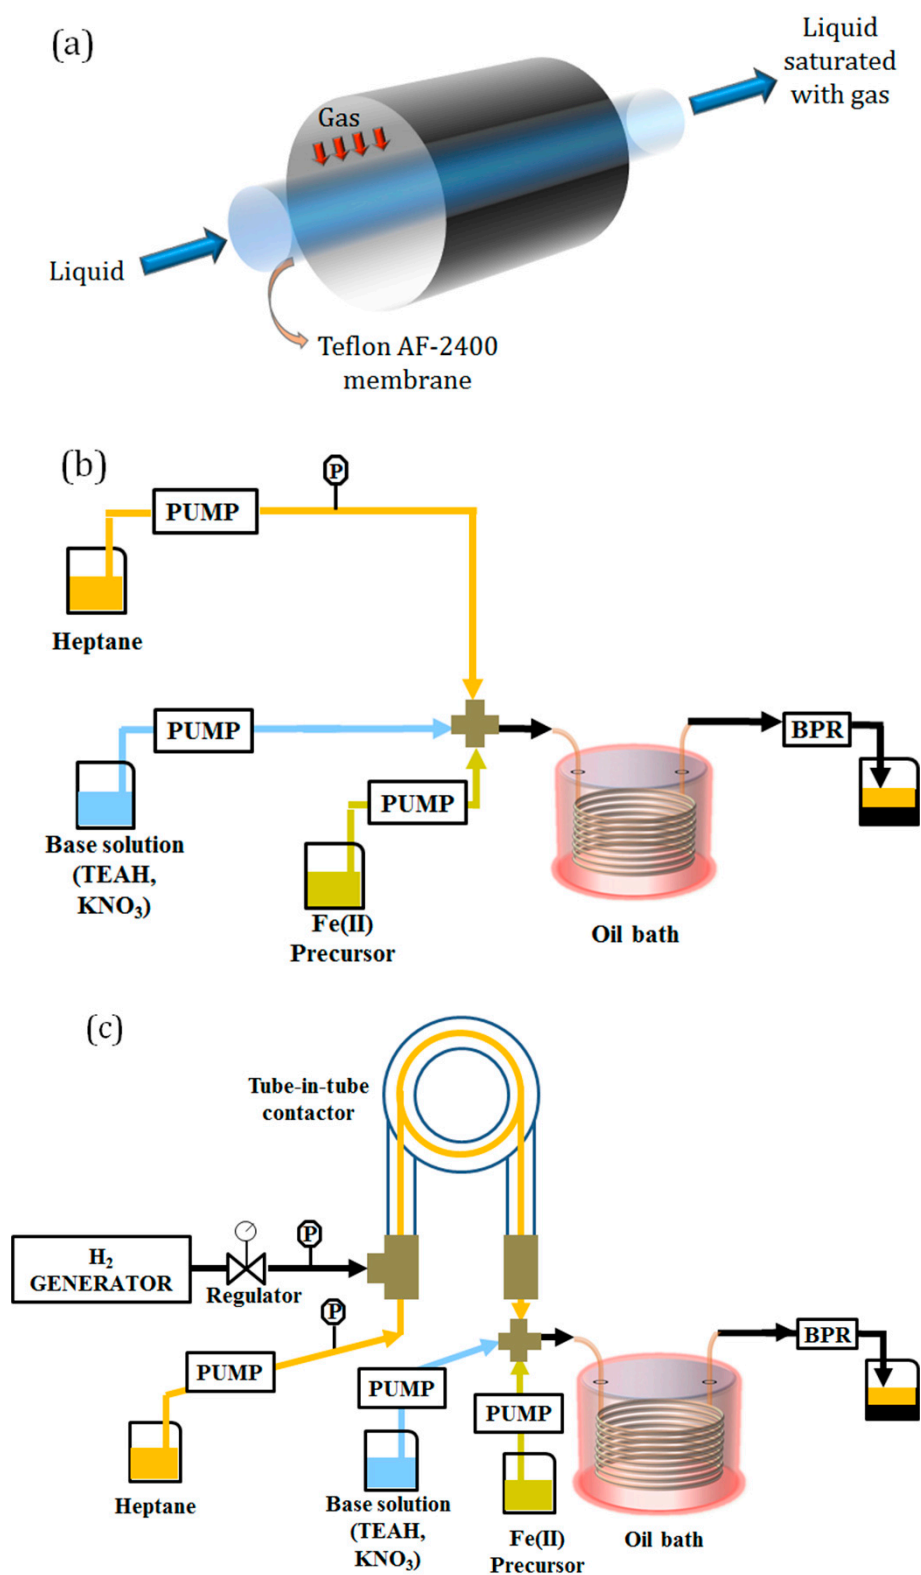 (a)
Liquid
saturated
with gas
Gas
Liquid
Teflon AF-2400
membrane
(b)
P
PUMP
Heptane
PUMP
BPR
PUMP
Base solution
(TEAH,
KNO₃)
Fe(II)
Precursor
Oil bath
(c)
Tube-in-tube
contactor
P
H₂
GENERATOR
Regulator
P
BPR
PUMP
PUMP
PUMP
Heptane
Base solution
(TEAH,
KNO₃)
Fe(II)
Precursor
Oil bath